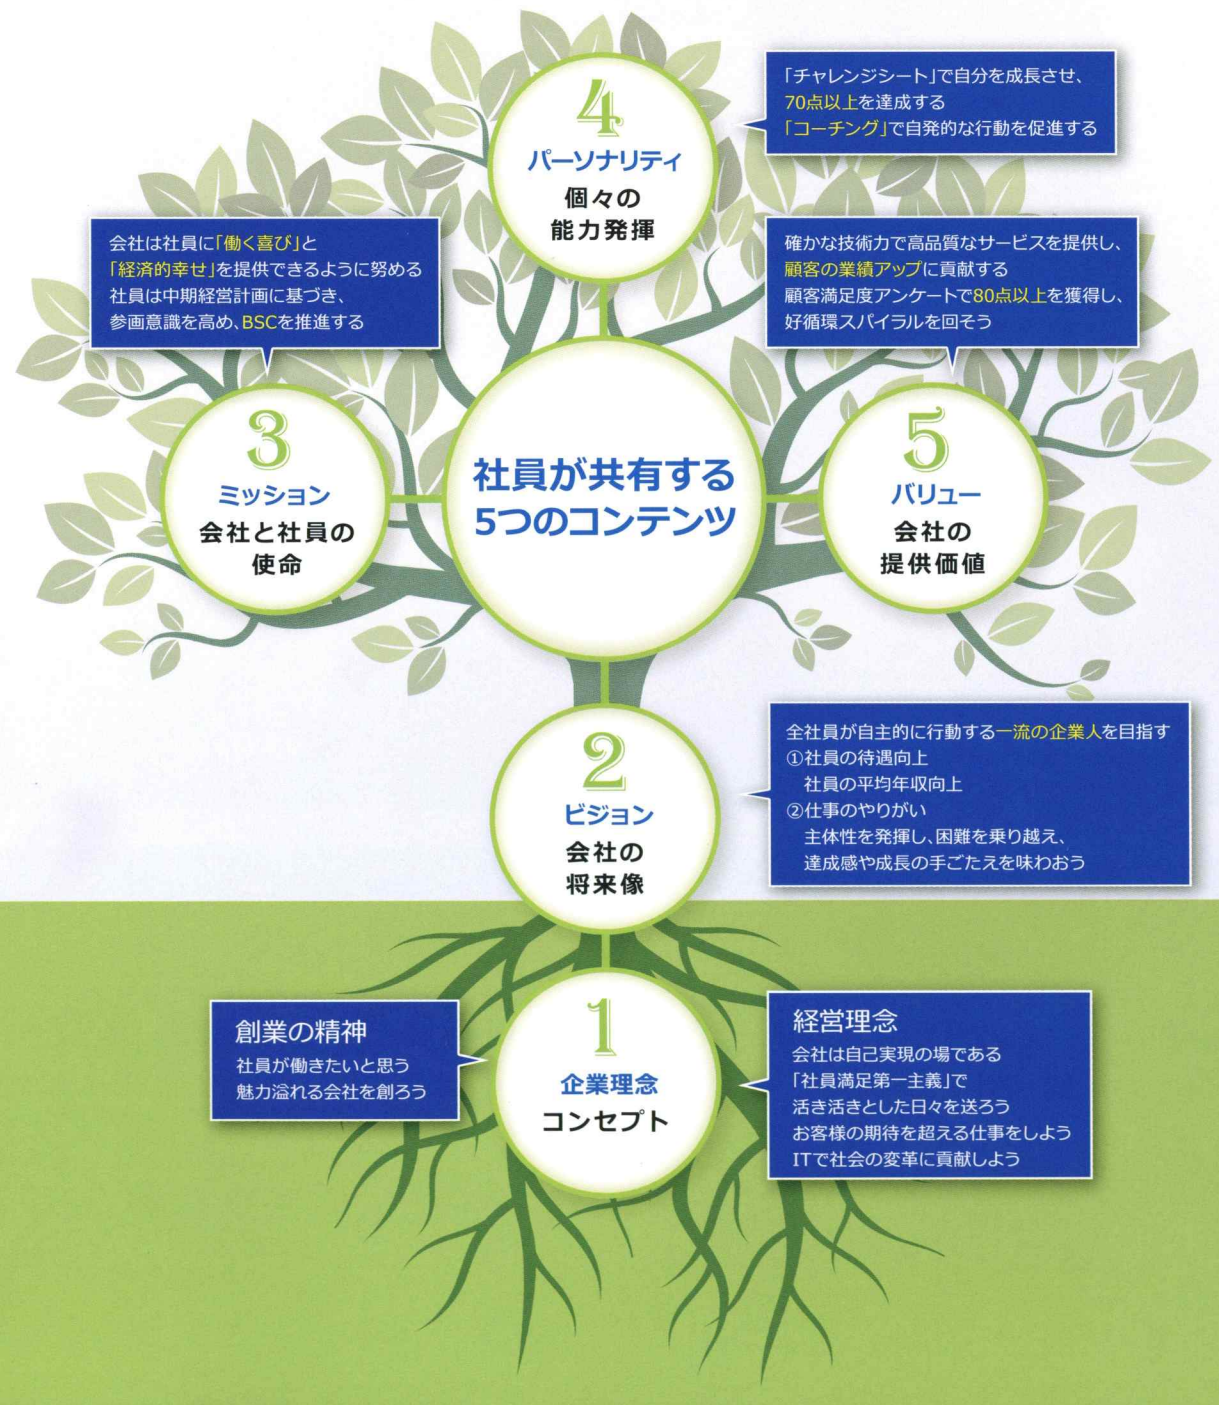 4
パーソナリティ
個々の
能力発揮
「チャレンジシート」で自分を成長させ、
70点以上を達成する
「コーチング」で自発的な行動を促進する
会社は社員に「働く喜び」と
「経済的幸せ」を提供できるように努める
社員は中期経営計画に基づき、
参画意識を高め、BSCを推進する
確かな技術力で高品質なサービスを提供し、
顧客の業績アップに貢献する
顧客満足度アンケートで80点以上を獲得し、
好循環スパイラルを回そう
3
ミッション
会社と社員の
使命
社員が共有する
5つのコンテンツ
5
バリュー
会社の
提供価値
2
ビジョン
会社の
将来像
全社員が自主的に行動する一流の企業人を目指す
①社員の待遇向上
社員の平均年収向上
②仕事のやりがい
主体性を発揮し、困難を乗り越え、
達成感や成長の手ごたえを味わおう
創業の精神
社員が働きたいと思う
魅力溢れる会社を創ろう
1
企業理念
コンセプト
経営理念
会社は自己実現の場である
「社員満足第一主義」で
活き活きとした日々を送ろう
お客様の期待を超える仕事をしよう
ITで社会の変革に貢献しよう